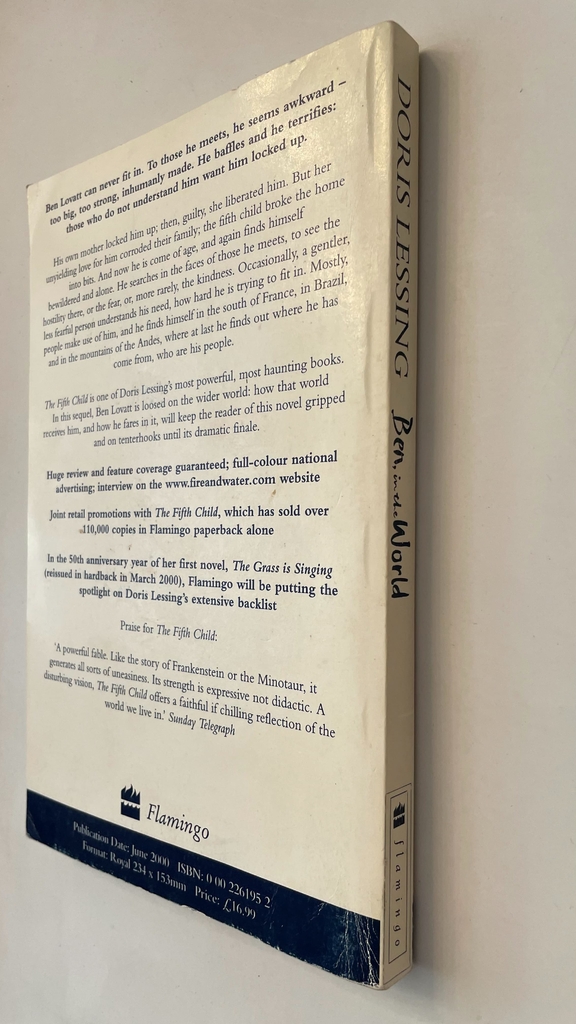 Ben Lovatt can never fit in. To those he meets, he seems awkward –
too big, too strong, inhumanly made. He baffles and he terrifies:
those who do not understand him want him locked up.
His own mother locked him up; then, guilty, she liberated him. But her
unyielding love for him corroded their family; the fifth child broke the home
into bits. And now he is come of age, and again finds himself
bewildered and alone. He searches in the faces of those he meets, to see the
hostility there, or the fear, or, more rarely, the kindness. Occasionally, a gentler,
less fearful person understands his need, how hard he is trying to fit in. Mostly,
people make use of him, and he finds himself in the south of France, in Brazil,
and in the mountains of the Andes, where at last he finds out where he has
come from, who are his people.
The Fifth Child is one of Doris Lessing's most powerful, most haunting books.
In this sequel, Ben Lovatt is loosed on the wider world: how that world
receives him, and how he fares in it, will keep the reader of this novel gripped
and on tenterhooks until its dramatic finale.
Huge review and feature coverage guaranteed; full-colour national
advertising; interview on the www.fireandwater.com website
Joint retail promotions with The Fifth Child, which has sold over
110,000 copies in Flamingo paperback alone
In the 50th anniversary year of her first novel, The Grass is Singing
(reissued in hardback in March 2000), Flamingo will be putting the
spotlight on Doris Lessing's extensive backlist
Praise for The Fifth Child:
'A powerful fable. Like the story of Frankenstein or the Minotaur, it
generates all sorts of uneasiness. Its strength is expressive not didactic. A
disturbing vision, The Fifth Child offers a faithful if chilling reflection of the
world we live in.' Sunday Telegraph
Flamingo
Publication Date: June 2000 ISBN: 0 00 226195 2
Format: Royal 234 x 153mm Price: £16.99
DORIS LESSING Ben, in the World
flamingo